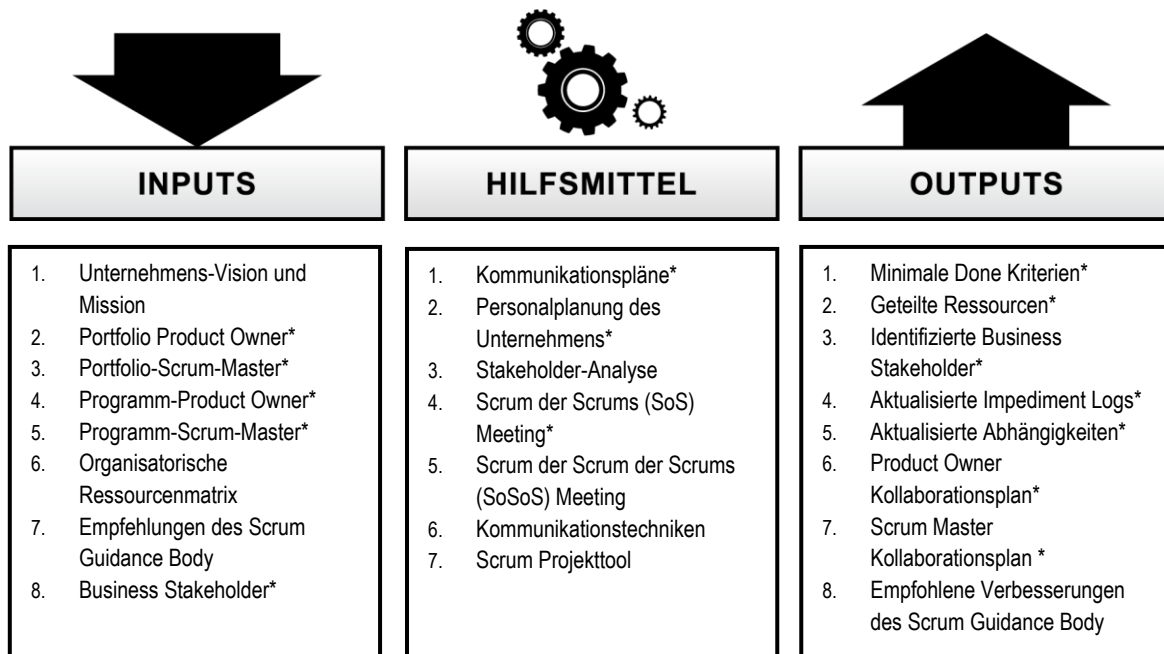 INPUTS
1. Unternehmens-Vision und
Mission
2. Portfolio Product Owner*
3. Portfolio-Scrum-Master*
4. Programm-Product Owner*
5. Programm-Scrum-Master*
6. Organisatorische
Ressourcenmatrix
7. Empfehlungen des Scrum
Guidance Body
8. Business Stakeholder*
HILFSMITTEL
1. Kommunikationspläne*
2. Personalplanung des
Unternehmens*
3. Stakeholder-Analyse
4. Scrum der Scrums (SoS)
Meeting*
5. Scrum der Scrum der Scrums
(SoSoS) Meeting
6. Kommunikationstechniken
7. Scrum Projekttool
OUTPUTS
1. Minimale Done Kriterien*
2. Geteilte Ressourcen*
3. Identifizierte Business
Stakeholder*
4. Aktualisierte Impediment Logs*
5. Aktualisierte Abhängigkeiten*
6. Product Owner
Kollaborationsplan*
7. Scrum Master
Kollaborationsplan *
8. Empfohlene Verbesserungen
des Scrum Guidance Body